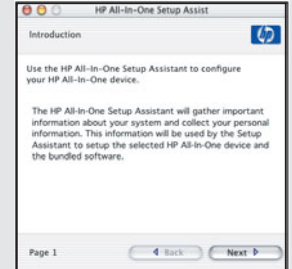 HP All-In-One Setup Assist
Introduction
hp
Use the HP All-In-One Setup Assistant to configure
your HP All-In-One device.
The HP All-In-One Setup Assistant will gather important
information about your system and collect your personal
information. This information will be used by the Setup
Assistant to setup the selected HP All-In-One device and
the bundled software.
Page 1
Back
Next